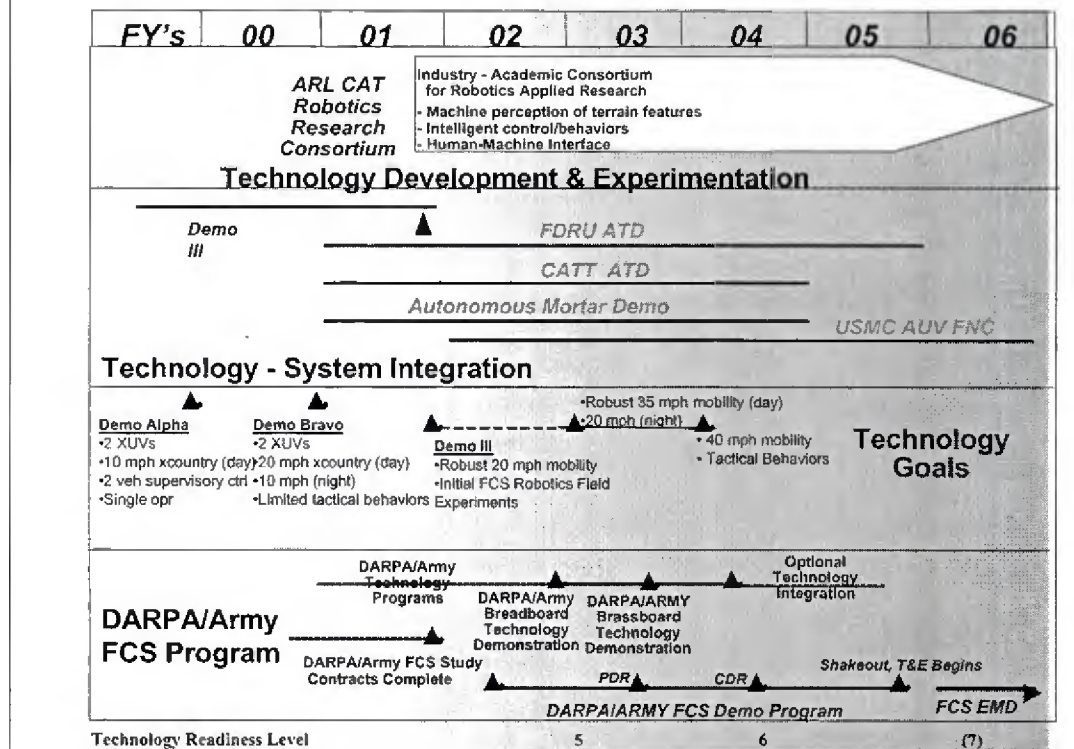 FY's 00 01 02 03 04 05 06
ARL CAT
Robotics
Research
Consortium
Industry - Academic Consortium
for Robotics Applied Research
- Machine perception of terrain features
- Intelligent control/behaviors
- Human-Machine Interface
Technology Development & Experimentation
Demo
III
FDRU ATD
CATT ATD
Autonomous Mortar Demo
USMC AUV FNC
Technology - System Integration
Demo Alpha
•2 XUVs
•10 mph xcountry (day)
•2 veh supervisory ctrl
•Single opr
Demo Bravo
•2 XUVs
•20 mph xcountry (day)
•10 mph (night)
•Limited tactical behaviors
Demo III
•Robust 20 mph mobility
•Initial FCS Robotics Field
Experiments
•Robust 35 mph mobility (day)
•20 mph (night)
• 40 mph mobility
• Tactical Behaviors
Technology
Goals
DARPA/Army
FCS Program
DARPA/Army
Technology
Programs
DARPA/Army FCS Study
Contracts Complete
DARPA/Army
Breadboard
Technology
Demonstration
DARPA/ARMY
Brassboard
Technology
Demonstration
Optional
Technology
Integration
Shakeout, T&E Begins
PDR
CDR
DARPA/ARMY FCS Demo Program
FCS EMD
Technology Readiness Level 5 6 (7)